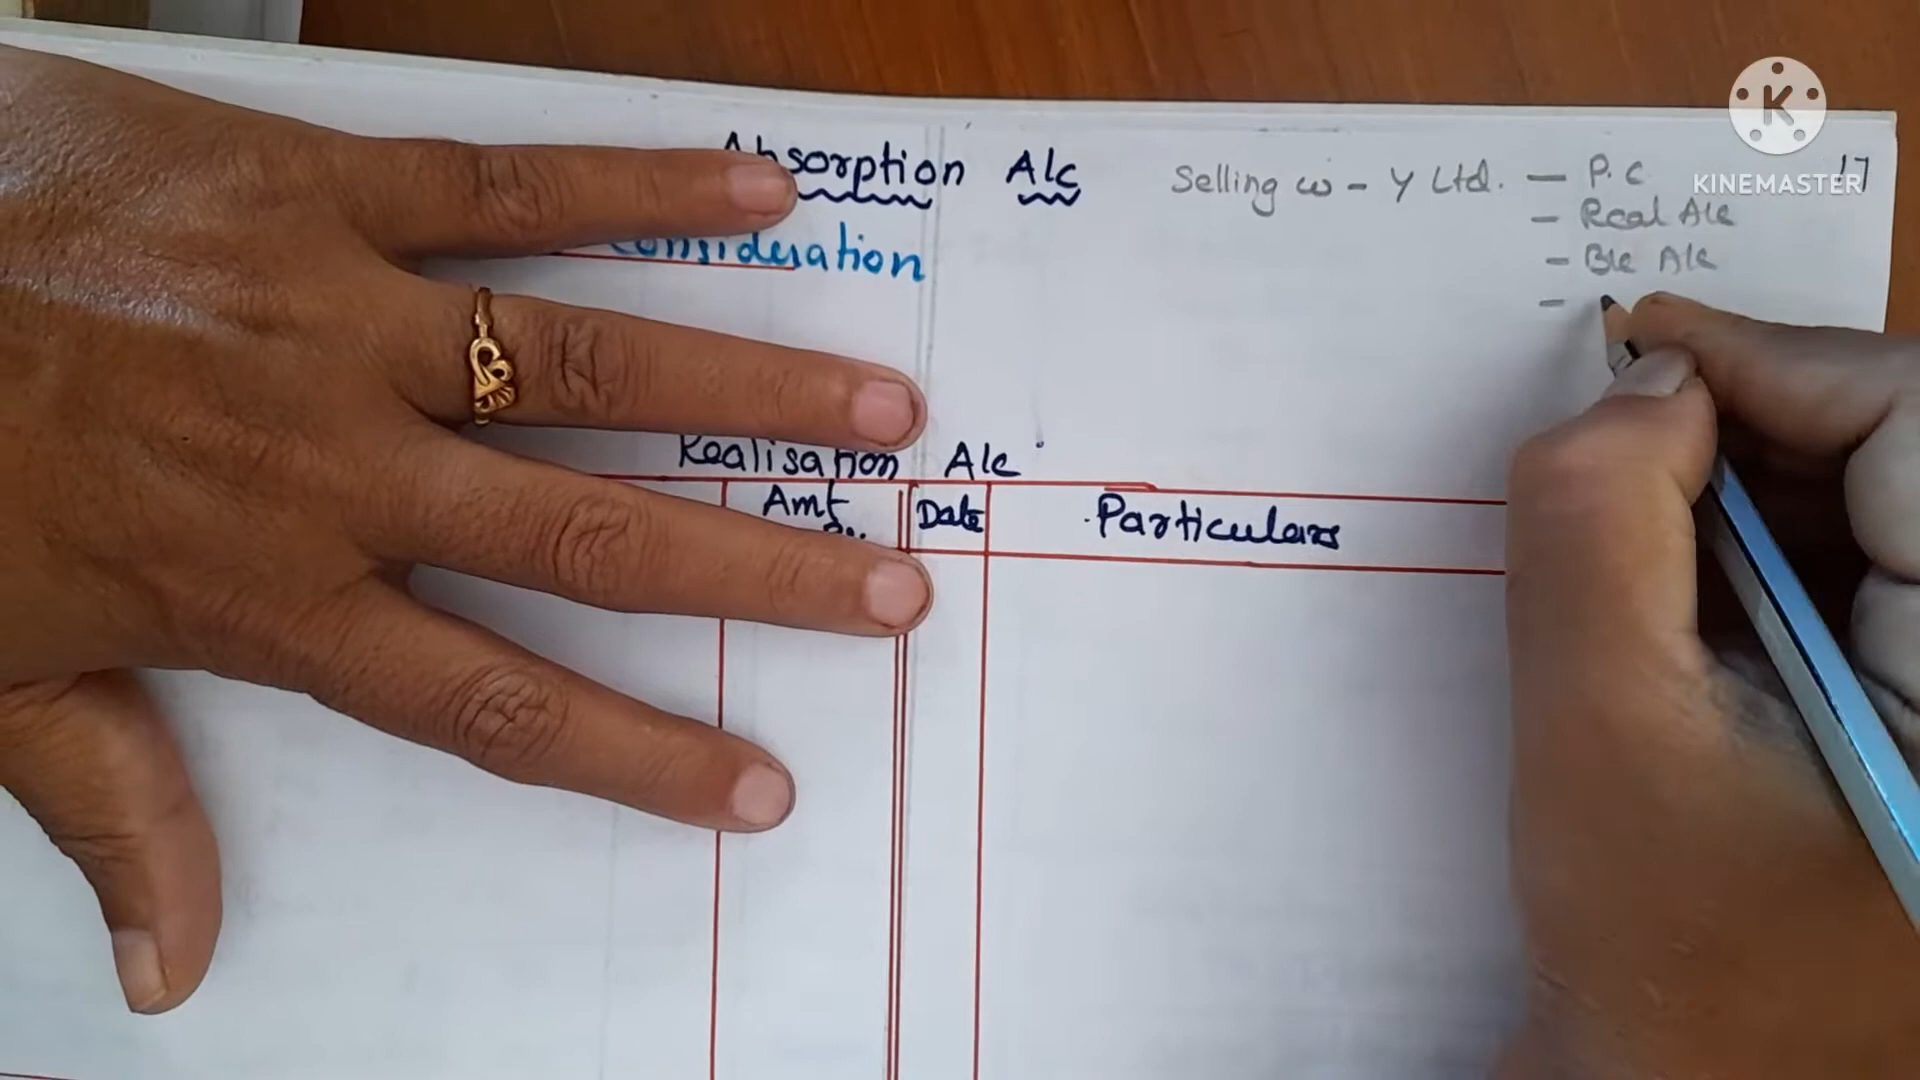 Absorption A/c
Selling co - Y Ltd. - P.C
- Real A/c
- B/c A/c
-
17
KINEMASTER
Consideration
Realisation A/c
Amt Date Particulars